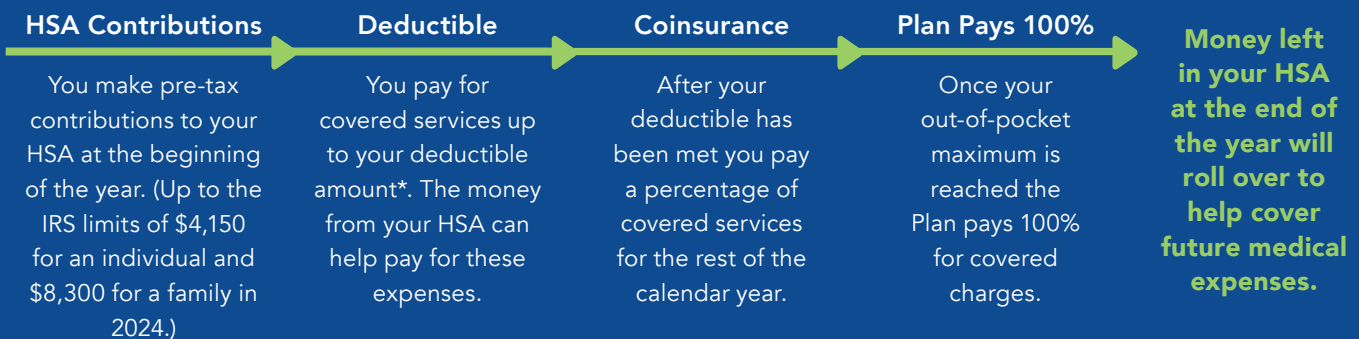 HSA Contributions
You make pre-tax
contributions to your
HSA at the beginning
of the year. (Up to the
IRS limits of $4,150
for an individual and
$8,300 for a family in
2024.)
Deductible
You pay for
covered services up
to your deductible
amount*. The money
from your HSA can
help pay for these
expenses.
Coinsurance
After your
deductible has
been met you pay
a percentage of
covered services
for the rest of the
calendar year.
Plan Pays 100%
Once your
out-of-pocket
maximum is
reached the
Plan pays 100%
for covered
charges.
Money left
in your HSA
at the end of
the year will
roll over to
help cover
future medical
expenses.